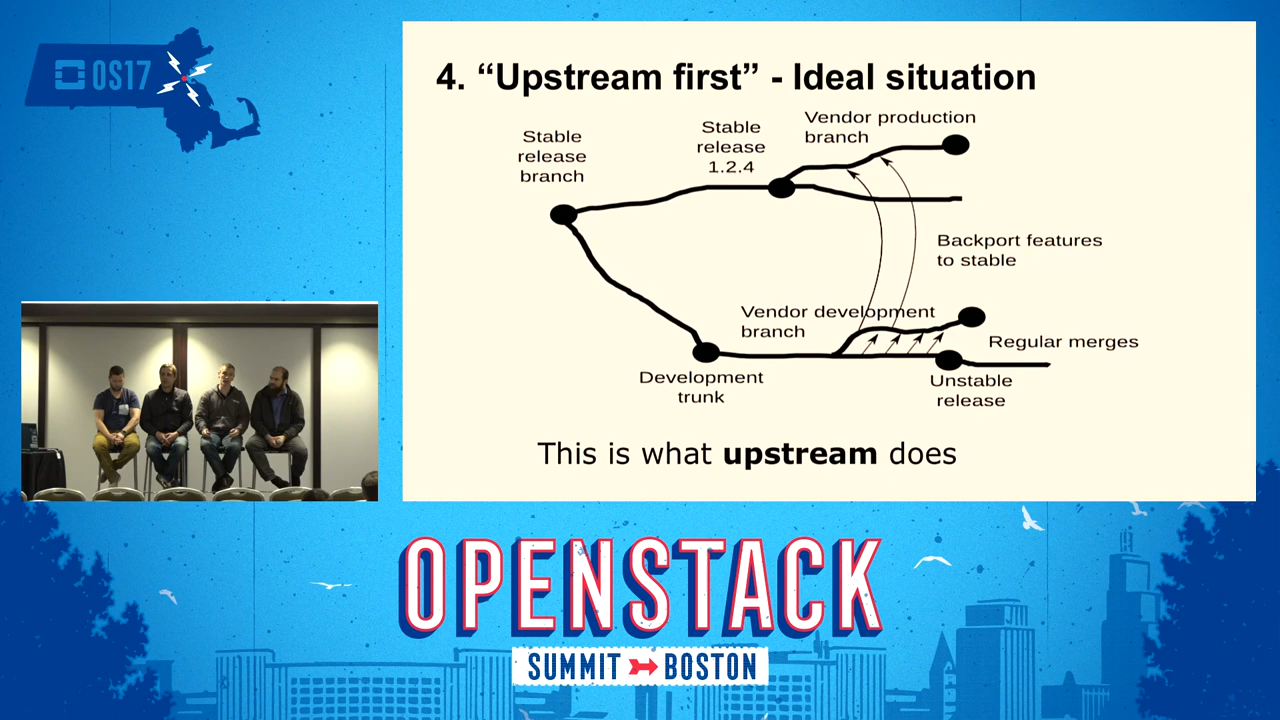 OS17
4. “Upstream first” - Ideal situation
Stable
release
branch
Stable
release
1.2.4
Vendor production
branch
Backport features
to stable
Vendor development
branch
Regular merges
Development
trunk
Unstable
release
This is what upstream does
OPENSTACK
SUMMIT BOSTON